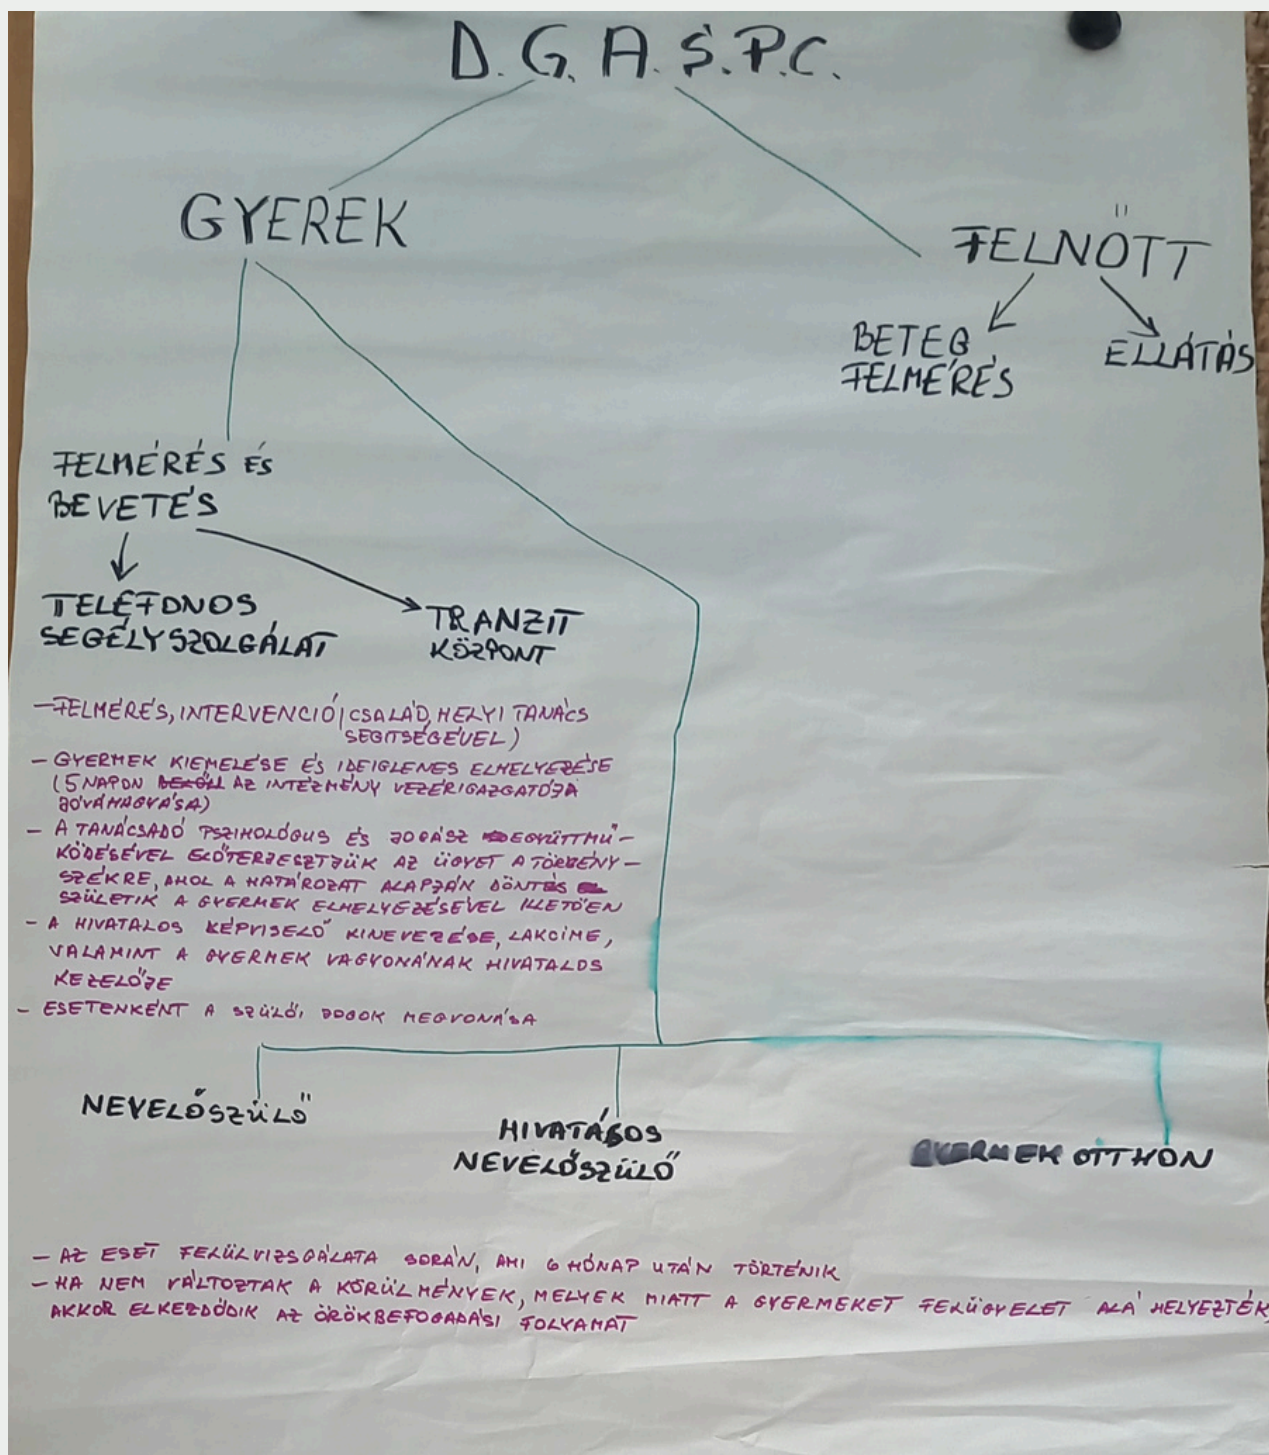 D.G.A.S.P.C.
GYEREK
FELNŐTT
BETEG
FELMÉRÉS
ELLÁTÁS
FELMÉRÉS ÉS
BEVETÉS
TELEFONOS
SEGÉLYSZOLGÁLAT
TRANZIT
KÖZPONT
- FELMÉRÉS, INTERVENCIÓ (CSALÁD, HELYI TANÁCS
SEGITSÉGÉVEL)
- GYERMEK KIEMELÉSE ÉS IDEIGLENES ELHELYEZÉSE
(5 NAPON BELÜLL AZ INTÉZMÉNY VEZÉRIGAZGATÓJA
JÓVÁHAGYÁSA)
- A TANÁCSADÓ PSZIHOLÓGUS ÉS JOGÁSZ EGYÜTTMŰ-
KÖDÉSÉVEL ELŐTERJESZTJÜK AZ ÜGYET A TÖRVÉNY-
SZÉKRE, AHOL A HATÁROZAT ALAPJÁN DÖNTÉS
SZÜLETIK A GYERMEK ELHELYEZÉSÉVEL ILLETŐEN
- A HIVATALOS KÉPVISELŐ KINEVEZÉSE, LAKCIME,
VALAMINT A GYERMEK VAGYONÁNAK HIVATALOS
KEZELŐJE
- ESETENKÉNT A SZÜLŐI JOGOK MEGVONÁSA
NEVELŐSZÜLŐ
HIVATÁSOS
NEVELŐSZÜLŐ
GYERMEK OTTHON
- AZ ESET FELÜLVIZSGÁLATA SORÁN, AMI 6 HÓNAP UTÁN TÖRTÉNIK
- HA NEM VÁLTOZTAK A KÖRÜLMÉNYEK, MELYEK MIATT A GYERMEKET FELÜGYELET ALÁ HELYEZTÉK,
AKKOR ELKEZDŐDIK AZ ÖRÖKBEFOGADÁSI FOLYAMAT